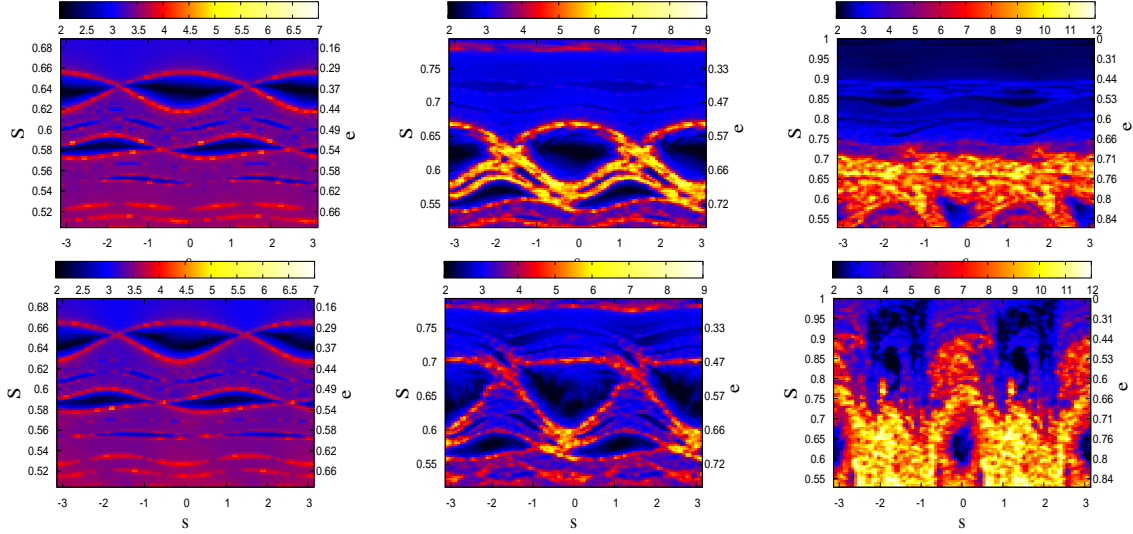 2 2.5 3 3.5 4 4.5 5 5.5 6 6.5 7
0.68 0.66 0.64 0.62 0.6 0.58 0.56 0.54 0.52
S
0.16 0.29 0.37 0.44 0.49 0.54 0.58 0.62 0.66
e
-3 -2 -1 0 1 2 3
2 3 4 5 6 7 8 9
0.75 0.7 0.65 0.6 0.55
S
0.33 0.47 0.57 0.66 0.72
e
-3 -2 -1 0 1 2 3
s
2 3 4 5 6 7 8 9 10 11 12
1 0.95 0.9 0.85 0.8 0.75 0.7 0.65 0.6 0.55
S
0 0.31 0.44 0.53 0.6 0.66 0.71 0.76 0.8 0.84
e
-3 -2 -1 0 1 2 3
2 2.5 3 3.5 4 4.5 5 5.5 6 6.5 7
0.68 0.66 0.64 0.62 0.6 0.58 0.56 0.54 0.52
S
0.16 0.29 0.37 0.44 0.49 0.54 0.58 0.62 0.66
e
-3 -2 -1 0 1 2 3
s
2 3 4 5 6 7 8 9
0.75 0.7 0.65 0.6 0.55
S
0.33 0.47 0.57 0.66 0.72
e
-3 -2 -1 0 1 2 3
s
2 3 4 5 6 7 8 9 10 11 12
1 0.95 0.9 0.85 0.8 0.75 0.7 0.65 0.6 0.55
S
0 0.31 0.44 0.53 0.6 0.66 0.71 0.76 0.8 0.84
e
-3 -2 -1 0 1 2 3
s